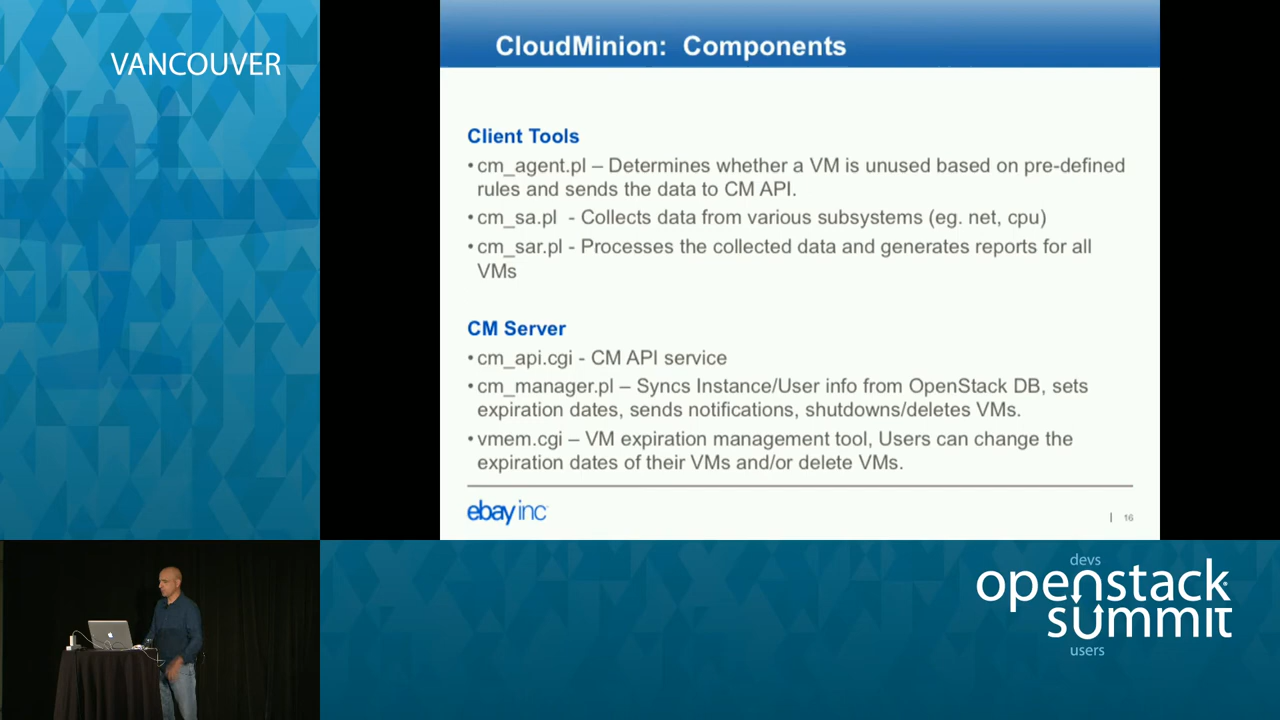 VANCOUVER
CloudMinion: Components
Client Tools
•cm_agent.pl – Determines whether a VM is unused based on pre-defined
rules and sends the data to CM API.
•cm_sa.pl - Collects data from various subsystems (eg. net, cpu)
•cm_sar.pl - Processes the collected data and generates reports for all
VMs
CM Server
•cm_api.cgi - CM API service
•cm_manager.pl – Syncs Instance/User info from OpenStack DB, sets
expiration dates, sends notifications, shutdowns/deletes VMs.
•vmem.cgi – VM expiration management tool, Users can change the
expiration dates of their VMs and/or delete VMs.
ebay inc
| 16
devs
openstack
summit
users